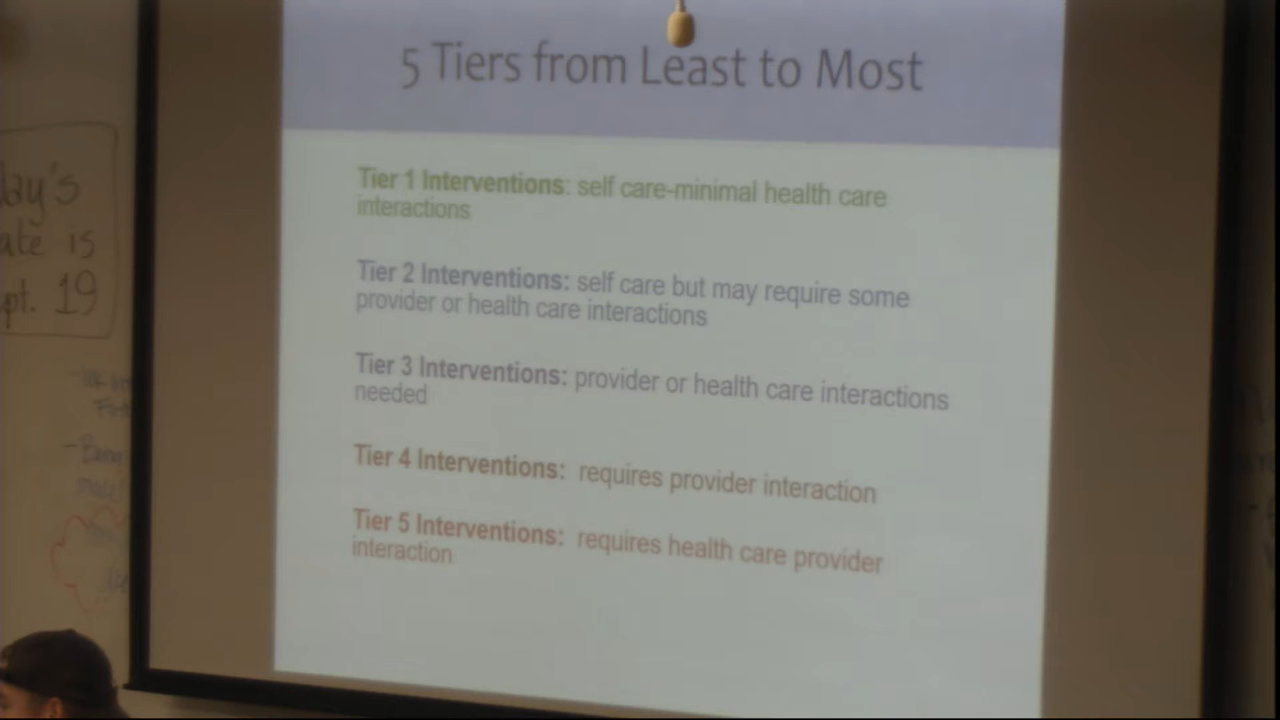 5 Tiers from Least to Most
Tier 1 Interventions: self care-minimal health care
interactions
Tier 2 Interventions: self care but may require some
provider or health care interactions
Tier 3 Interventions: provider or health care interactions
needed
Tier 4 Interventions: requires provider interaction
Tier 5 Interventions: requires health care provider
interaction
lay's
ate is
pt. 19